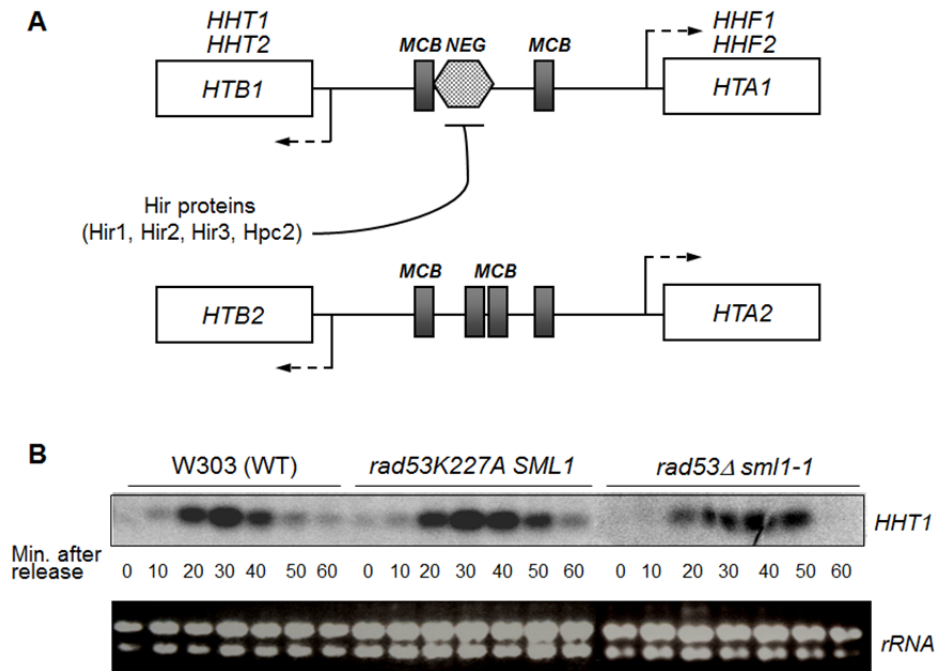 A
HHT1
HHT2
HHF1
HHF2
MCB NEG MCB
HTB1
HTA1
Hir proteins
(Hir1, Hir2, Hir3, Hpc2)
MCB MCB
HTB2
HTA2
B
W303 (WT) rad53K227A SML1 rad53Δ sml1-1
HHT1
Min. after
release
0 10 20 30 40 50 60 0 10 20 30 40 50 60 0 10 20 30 40 50 60
rRNA